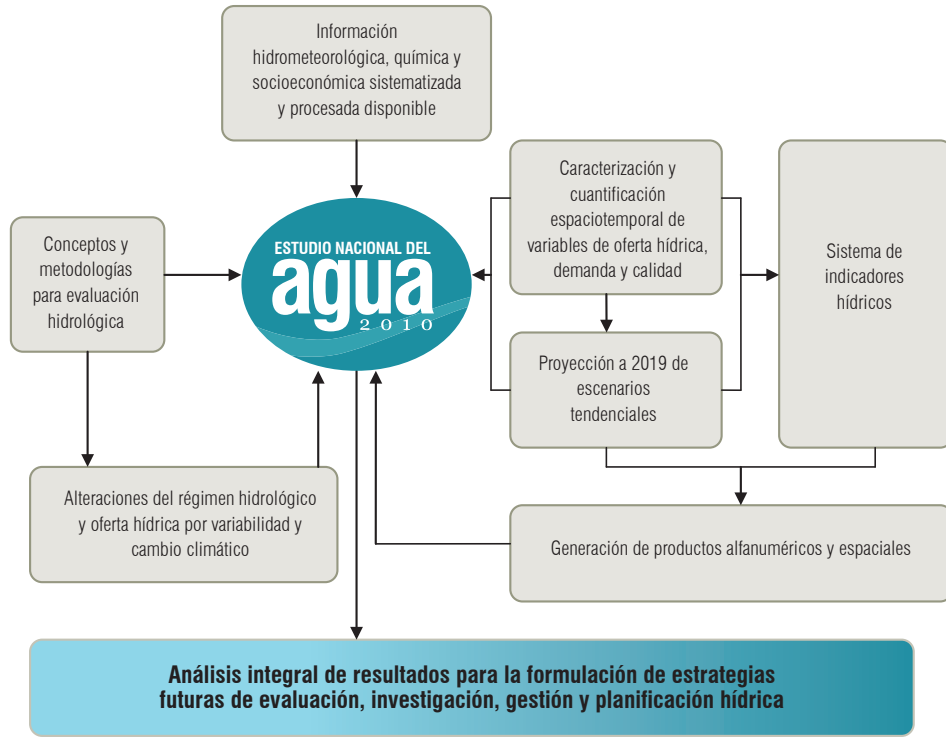 Información
hidrometeorológica, química y
socioeconómica sistematizada
y procesada disponible
Caracterización y
cuantificación
espaciotemporal de
variables de oferta hídrica,
demanda y calidad
Sistema de
indicadores
hídricos
Conceptos y
metodologías
para evaluación
hidrológica
ESTUDIO NACIONAL DEL
agua
2010
Proyección a 2019 de
escenarios
tendenciales
Alteraciones del régimen hidrológico
y oferta hídrica por variabilidad y
cambio climático
Generación de productos alfanuméricos y espaciales
Análisis integral de resultados para la formulación de estrategias
futuras de evaluación, investigación, gestión y planificación hídrica